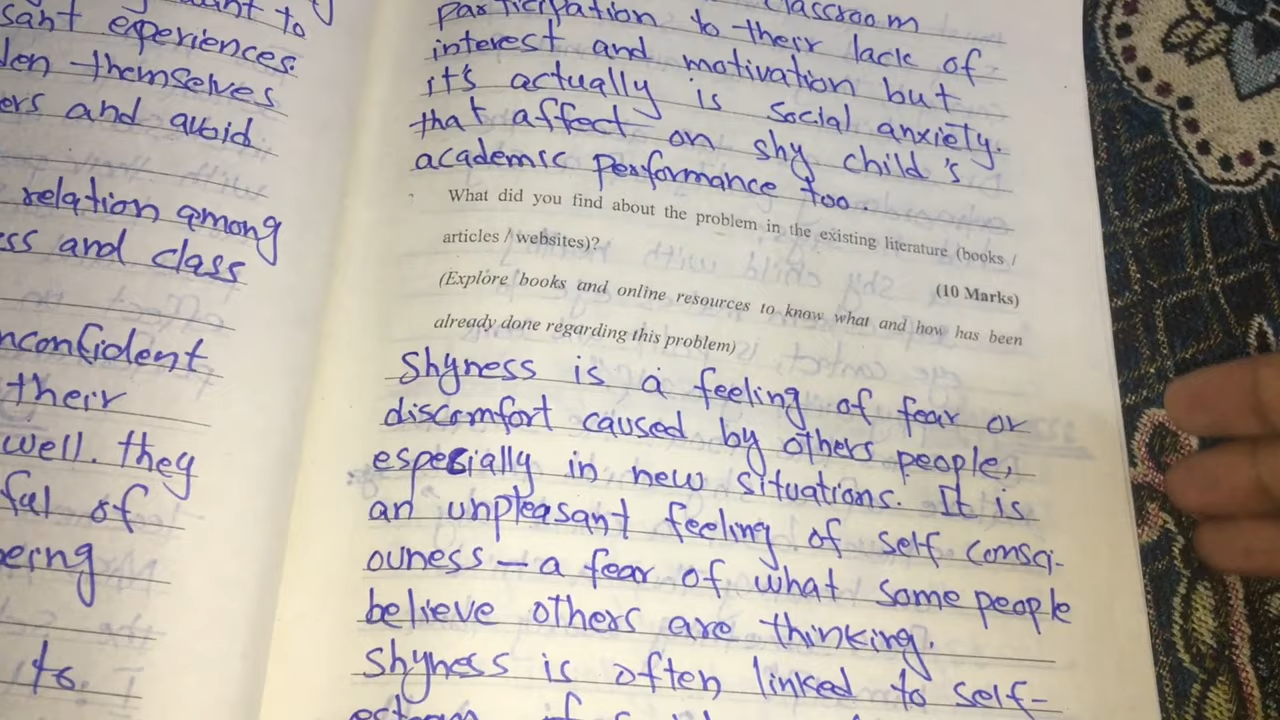 to
sant experiences.
den themselves
ers and avoid
relation among
ss and class
nconfident
their
well. they
ful of
eing
to
classroom
participation to their lack of
interest and motivation but
it's actually is social anxiety.
that affect on shy child's
academic performance too.
What did you find about the problem in the existing literature (books /
articles / websites)?
(10 Marks)
(Explore books and online resources to know what and how has been
already done regarding this problem)
Shyness is a feeling of fear or
discomfort caused by others people,
especially in new situations. It is
an unpleasant feeling of self consci-
ouness – a fear of what some people
believe others are thinking.
Shyness is often linked to self-